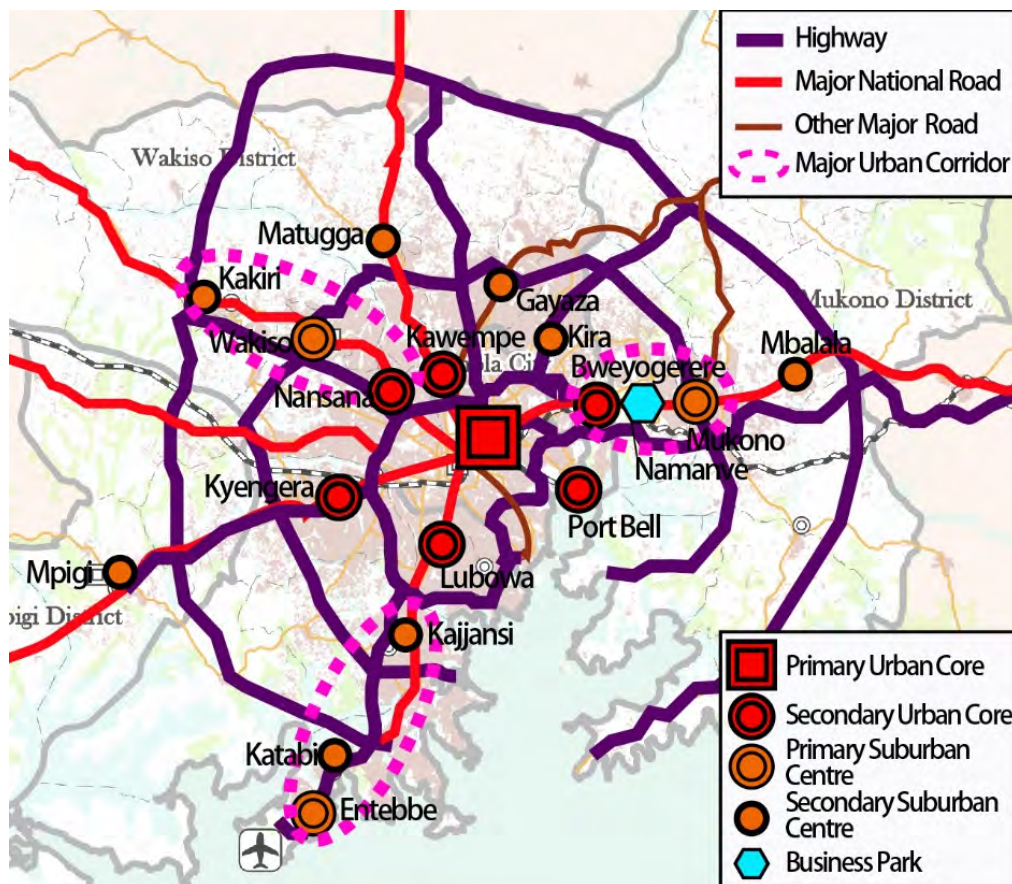 Highway
Major National Road
Other Major Road
Major Urban Corridor
Wakiso District
Matugga
Kakiri
Gayaza
Mukono District
Wakiso
Kawempe
Kira
Mbalala
Nansana
Bweyogerere
Mukono
Namanve
Kyengera
Port Bell
Lubowa
Mpigi
pigi District
Kajjansi
Katabi
Entebbe
Primary Urban Core
Secondary Urban Core
Primary Suburban
Centre
Secondary Suburban
Centre
Business Park